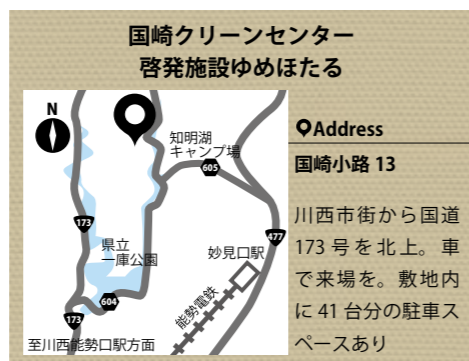 国崎クリーンセンター
啓発施設ゆめほたる
N
知明湖
キャンプ場
605
173
477
県立
一庫公園
妙見口駅
604
能勢電鉄
173
至川西能勢口駅方面
Address
国崎小路 13
川西市街から国道
173 号を北上。車
で来場を。敷地内
に 41 台分の駐車ス
ペースあり